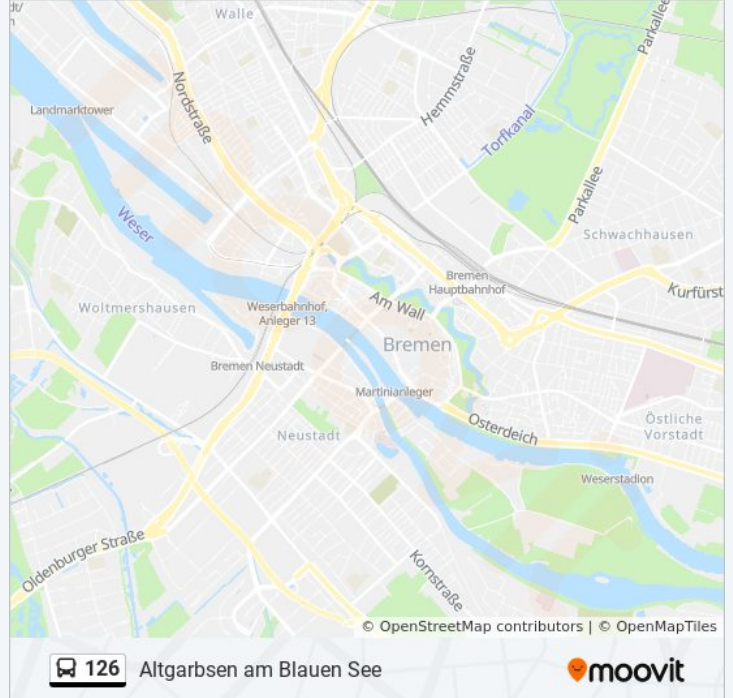 dt/
Walle
Parkallee
Hemmstraße
Nordstraße
Landmarktower
Torfkanal
Parkallee
Weser
Schwachhausen
Bremen
Hauptbahnhof
Kurfürst
Woltmershausen
Weserbahnhof,
Anleger 13
Am Wall
Bremen
Bremen Neustadt
Martinianleger
Neustadt
Osterdeich
Östliche
Vorstadt
Weserstadion
Oldenburger Straße
Kornstraße
© OpenStreetMap contributors | © OpenMapTiles
126 Altgarbsen am Blauen See
moovit